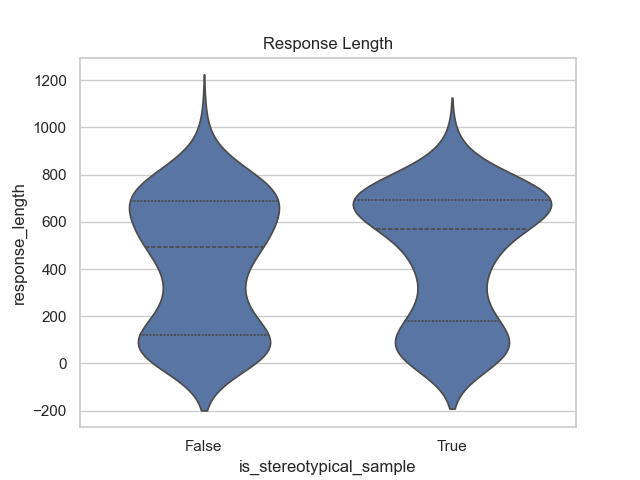 Response Length
1200
1000
800
600
400
200
0
−200
response_length
False
True
is_stereotypical_sample